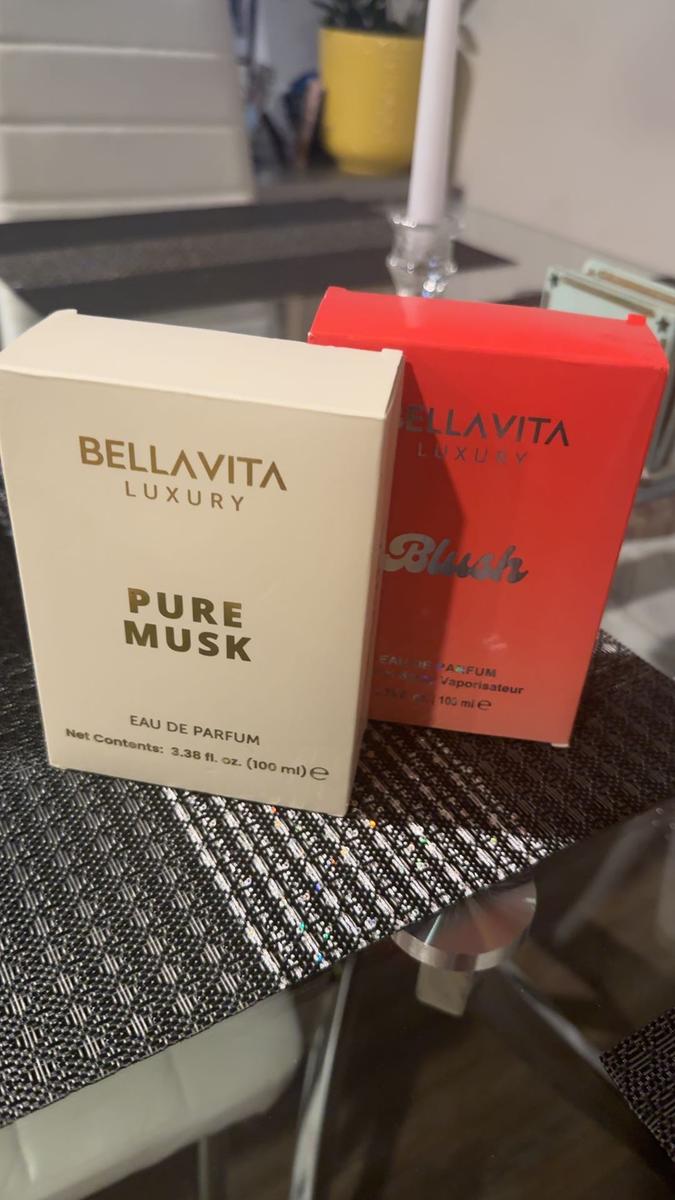 BELLAVITA
LUXURY
PURE
MUSK
EAU DE PARFUM
Net Contents: 3.38 fl. oz. (100 ml) ℮
BELLAVITA
LUXURY
Blush
EAU DE PARFUM
Vaporisateur
100 ml ℮